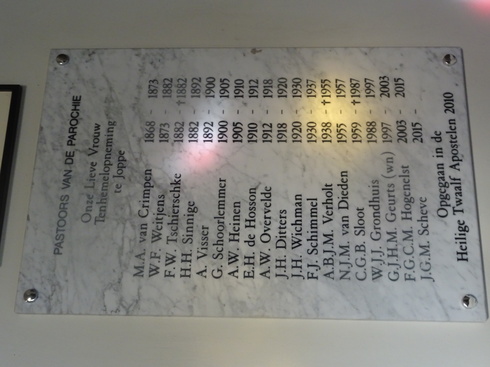 PASTOORS VAN DE PAROCHIE
Onze Lieve Vrouw
Tenhemelopneming
te Joppe
M.A. van Crimpen 1868 - 1873
W.F. Weitjens 1873 - 1882
F.W. Tscherschke 1882 - †1882
H.H. Sinnige 1882 - 1892
A. Visser 1892 - 1900
G. Schoorlemmer 1900 - 1905
A.W. Heinen 1905 - 1910
E.H. de Hosson 1910 - 1912
A.W. Overvelde 1912 - 1918
J.H. Ditters 1918 - 1920
J.H. Wichman 1920 - 1930
F.J. Schimmel 1930 - 1937
A.B.J.M. Verholt 1938 - †1955
N.J.M. van Dieden 1955 - 1957
C.G.B. Sloot 1959 - †1987
W.J.J. Grondhuis 1988 - 1997
G.J.H.M. Geurts (wn) 1997 - 2003
F.G.C.M. Hogenelst 2003 - 2015
J.G.M. Scheve 2015 -
Opgegaan in de
Heilige Twaalf Apostelen 2010